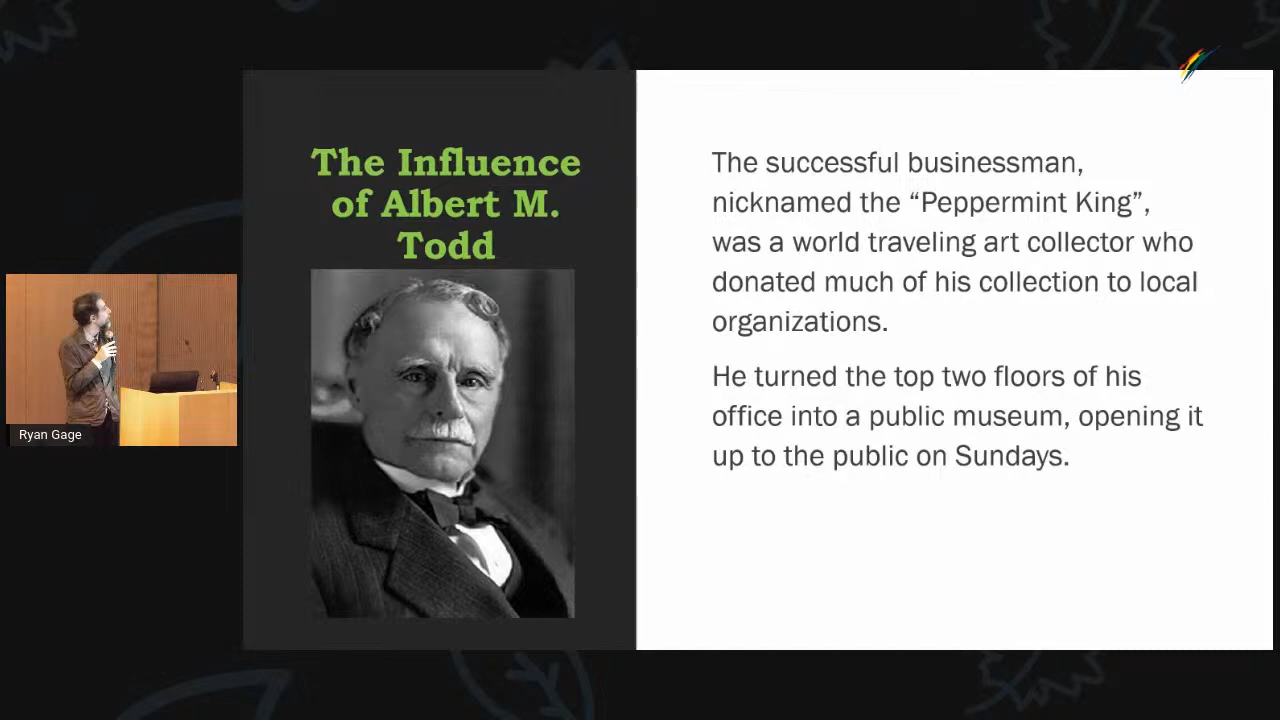 The Influence
of Albert M.
Todd
The successful businessman,
nicknamed the “Peppermint King”,
was a world traveling art collector who
donated much of his collection to local
organizations.
He turned the top two floors of his
office into a public museum, opening it
up to the public on Sundays.
Ryan Gage